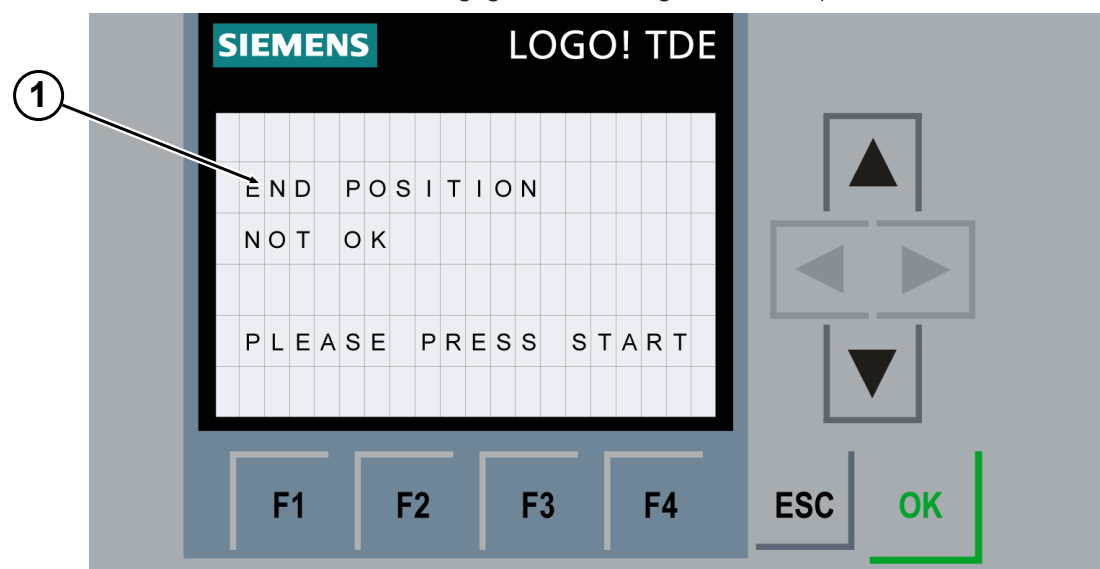 SIEMENS LOGO! TDE
1
END POSITION
NOT OK
PLEASE PRESS START
F1 F2 F3 F4 ESC OK